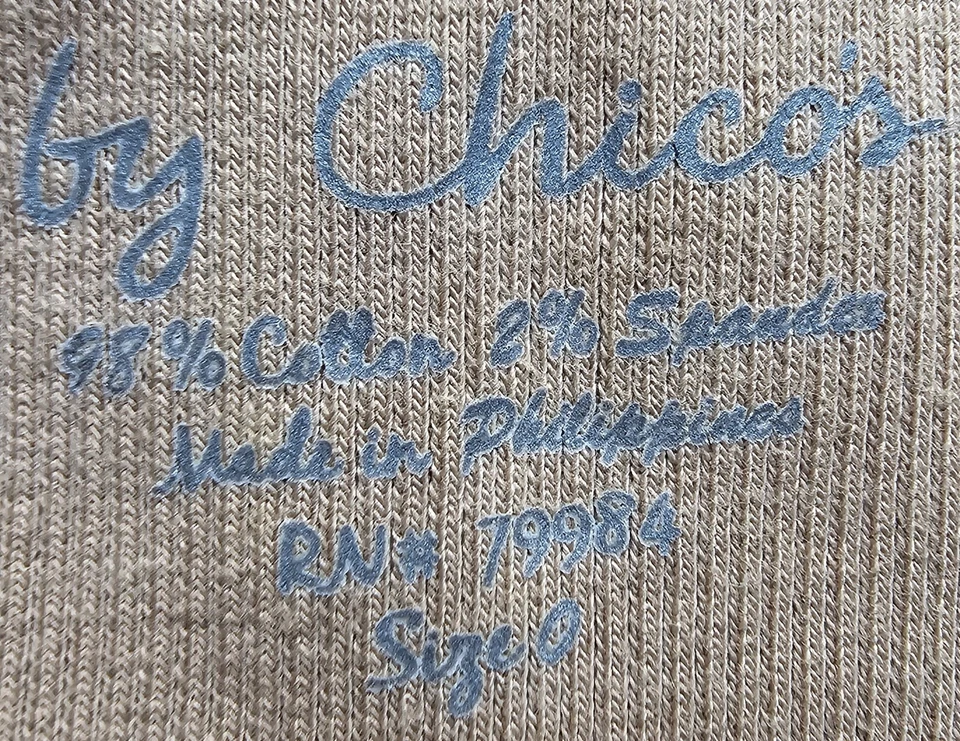 by Chico's
98% Cotton 2% Spandex
Made in Philippines
RN# 79984
Size 0